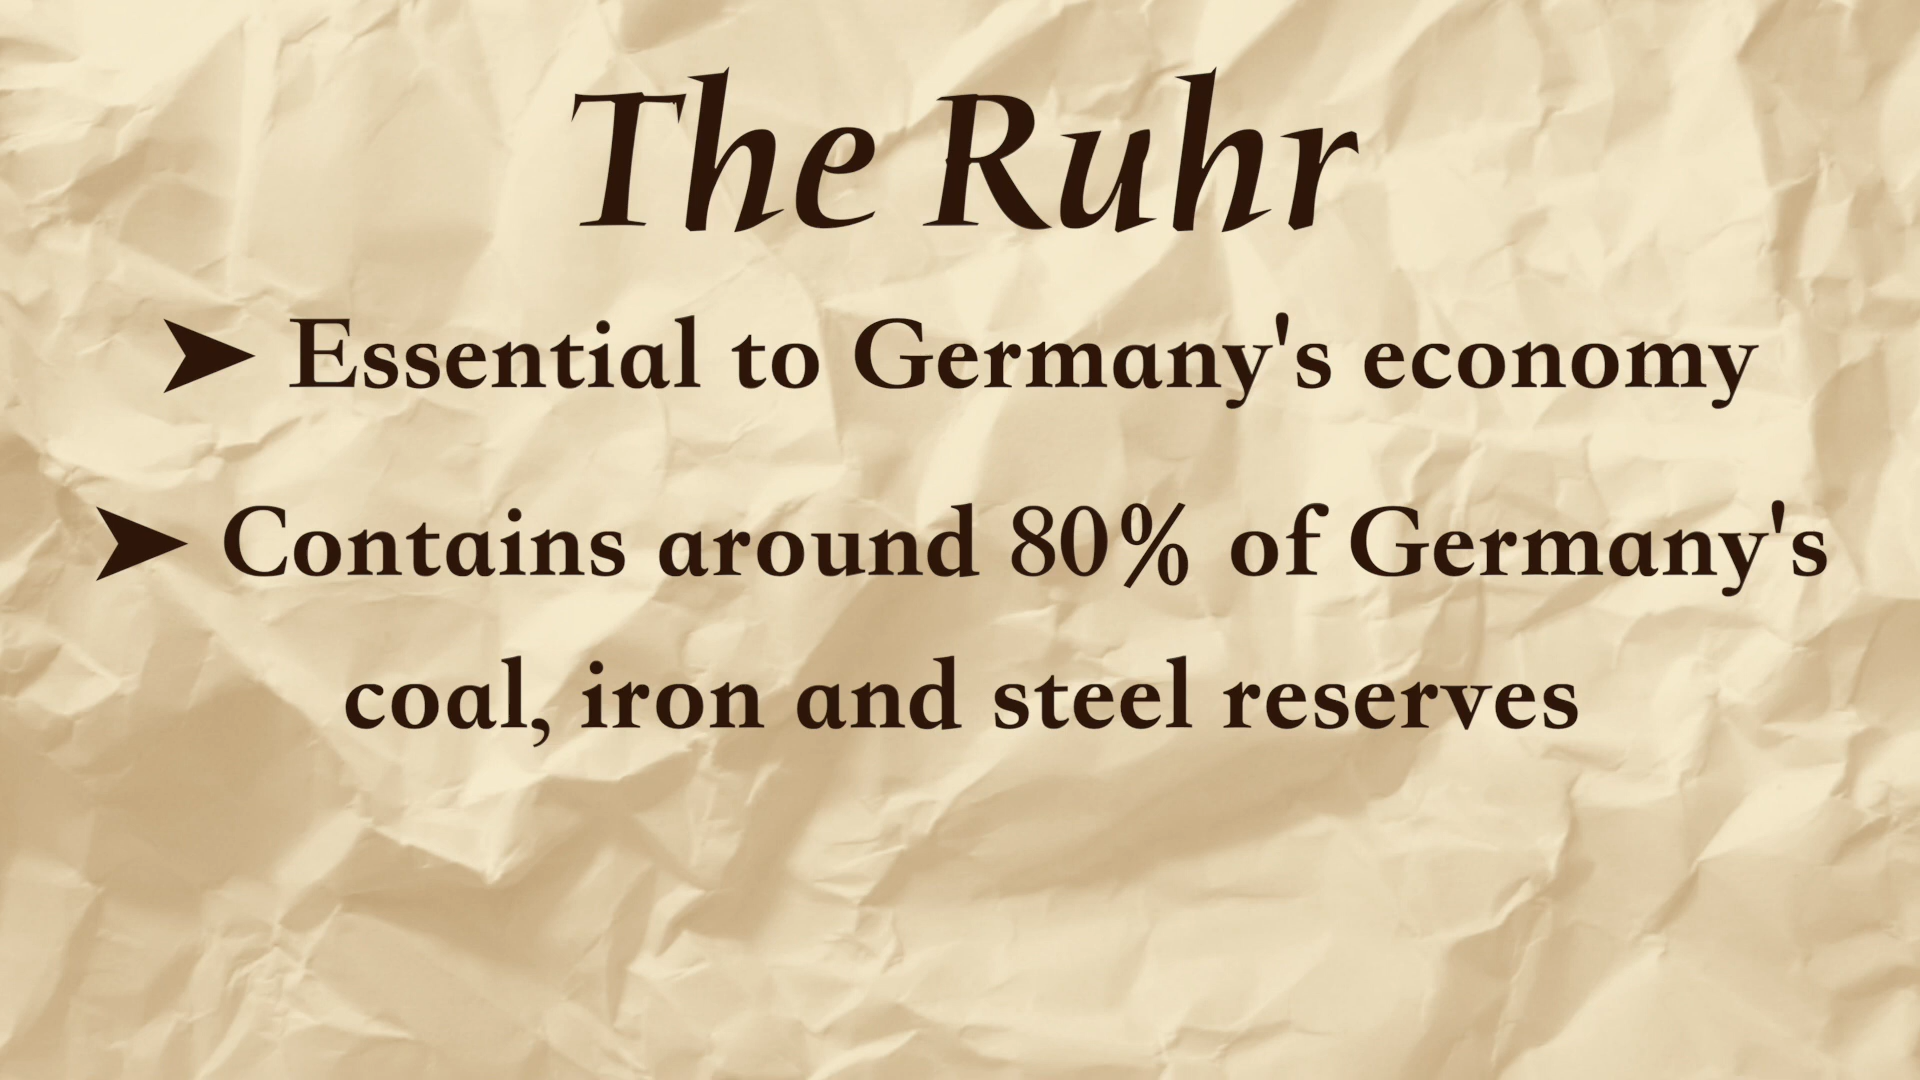 The Ruhr
➤ Essential to Germany's economy
➤ Contains around 80% of Germany's
coal, iron and steel reserves